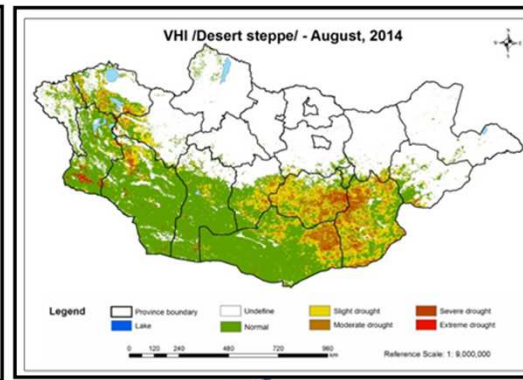 VHI /Desert steppe/ - August, 2014
Legend
Province boundary
Lake
Undefine
Normal
Slight drought
Moderate drought
Severe drought
Extreme drought
0 120 240 480 720 960
km
Reference Scale: 1: 9,000,000